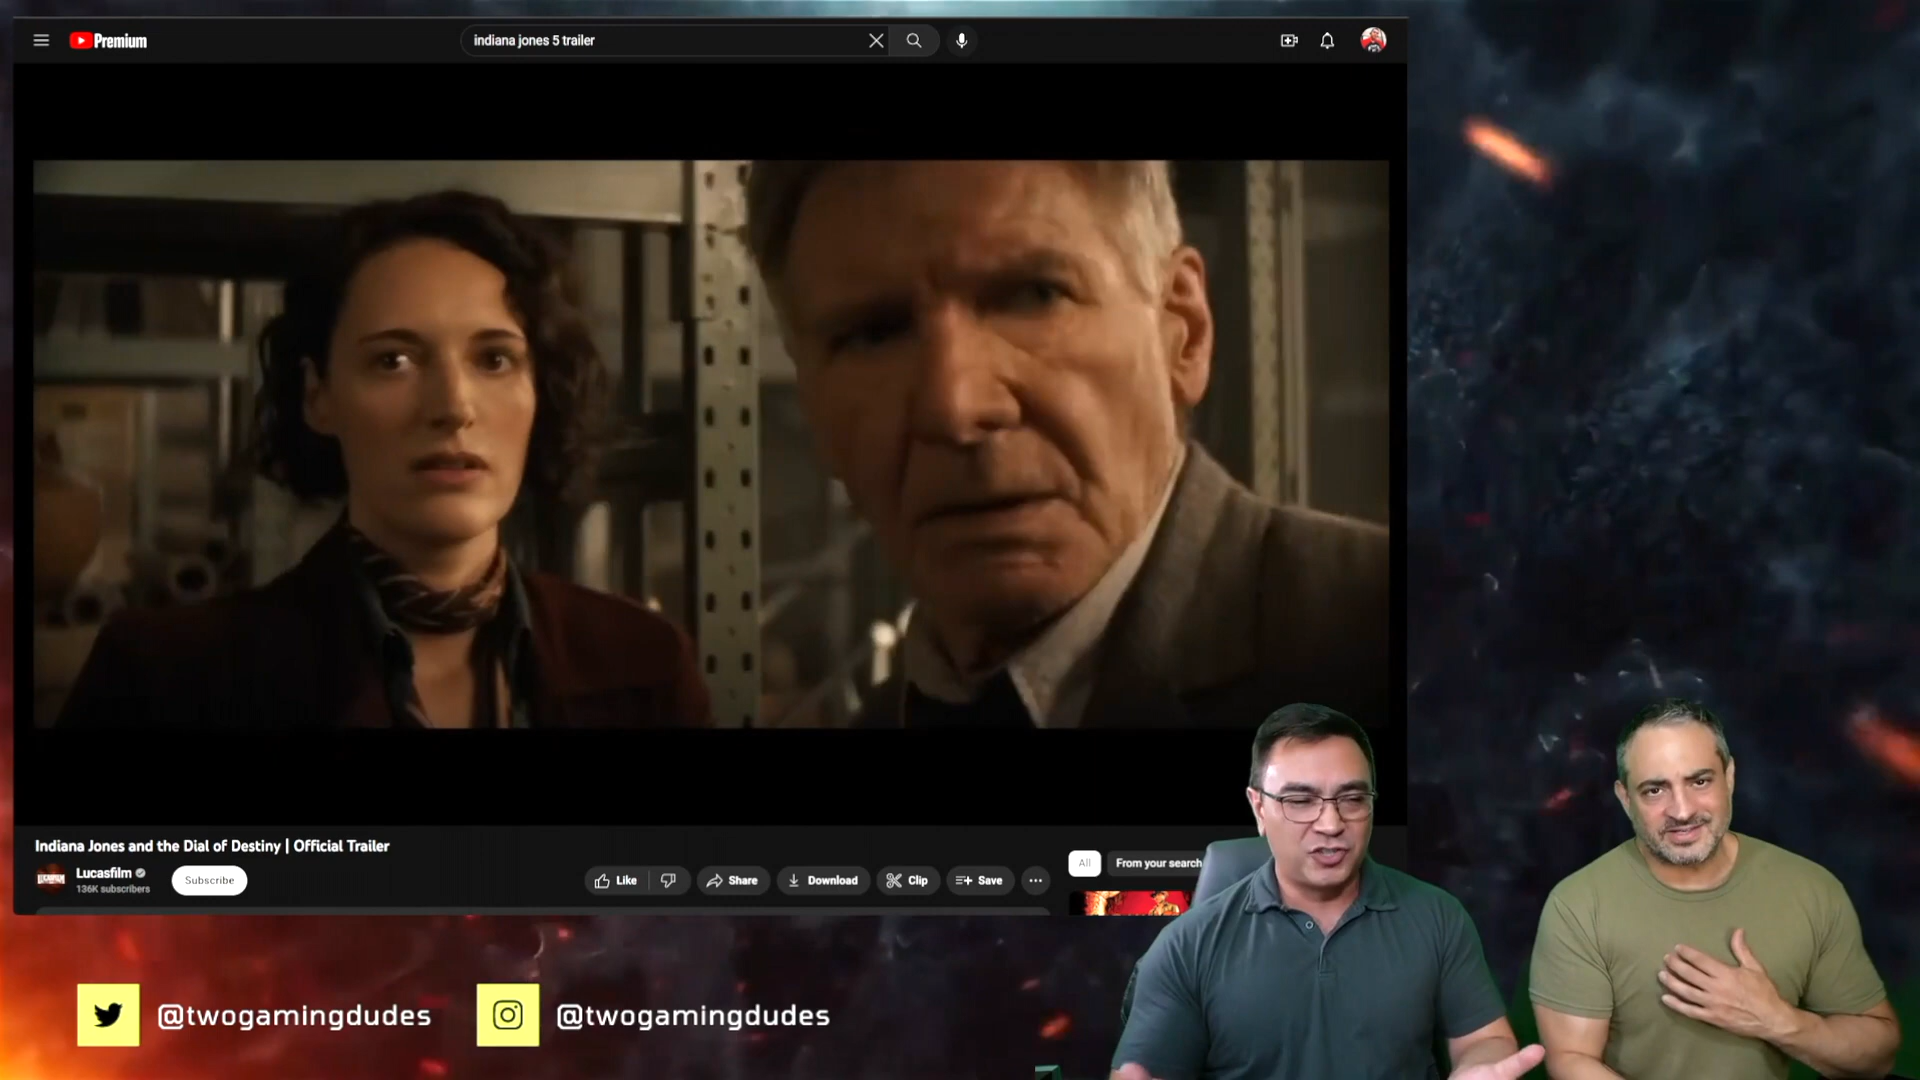 Premium
indiana jones 5 trailer
Indiana Jones and the Dial of Destiny | Official Trailer
Lucasfilm
136K subscribers
Subscribe
Like
Share
Download
Clip
Save
All
From your search
@twogamingdudes
@twogamingdudes